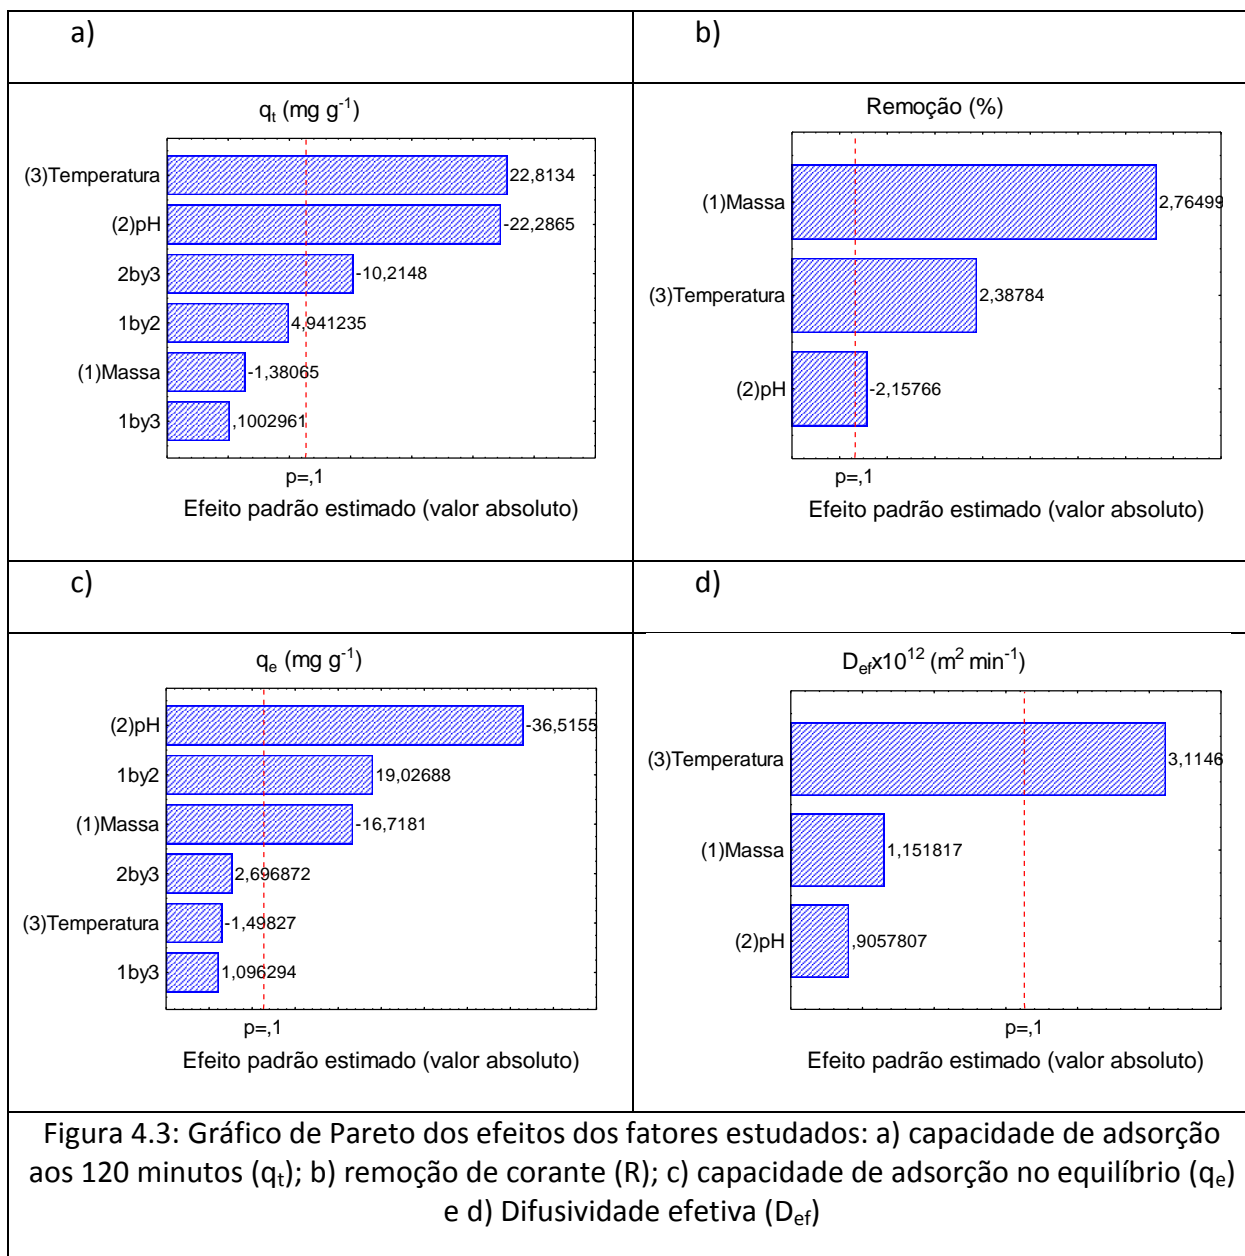 a)
b)
qt (mg g-1)
(3)Temperatura
22,8134
(2)pH
-22,2865
2by3
-10,2148
1by2
4,941235
(1)Massa
-1,38065
1by3
,1002961
p=,1
Efeito padrão estimado (valor absoluto)
Remoção (%)
(1)Massa
2,76499
(3)Temperatura
2,38784
(2)pH
-2,15766
p=,1
Efeito padrão estimado (valor absoluto)
c)
d)
qe (mg g-1)
(2)pH
-36,5155
1by2
19,02688
(1)Massa
-16,7181
2by3
2,696872
(3)Temperatura
-1,49827
1by3
1,096294
p=,1
Efeito padrão estimado (valor absoluto)
Defx10^12 (m2 min-1)
(3)Temperatura
3,1146
(1)Massa
1,151817
(2)pH
,9057807
p=,1
Efeito padrão estimado (valor absoluto)
Figura 4.3: Gráfico de Pareto dos efeitos dos fatores estudados: a) capacidade de adsorção
aos 120 minutos (qt); b) remoção de corante (R); c) capacidade de adsorção no equilíbrio (qe)
e d) Difusividade efetiva (Def)